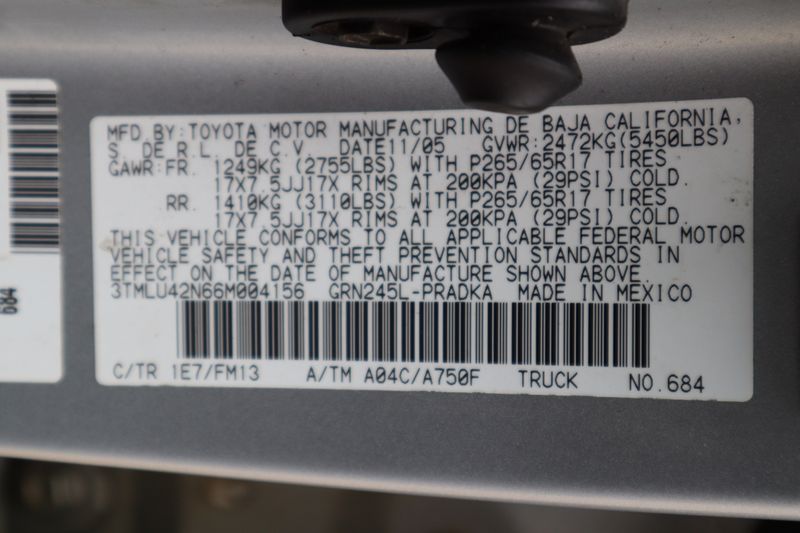 MFD.BY:TOYOTA MOTOR MANUFACTURING DE BAJA CALIFORNIA,
S. DE R.L. DE C.V. DATE11/05 GVWR:2472KG(5450LBS)
GAWR:FR. 1249KG (2755LBS) WITH P265/65R17 TIRES
17X7.5JJ17X RIMS AT 200KPA (29PSI) COLD.
RR. 1410KG (3110LBS) WITH P265/65R17 TIRES
17X7.5JJ17X RIMS AT 200KPA (29PSI) COLD.
THIS VEHICLE CONFORMS TO ALL APPLICABLE FEDERAL MOTOR
VEHICLE SAFETY AND THEFT PREVENTION STANDARDS IN
EFFECT ON THE DATE OF MANUFACTURE SHOWN ABOVE.
3TMLU42N66M004156 GRN245L-PRADKA MADE IN MEXICO
C/TR 1E7/FM13 A/TM A04C/A750F TRUCK NO.684
684